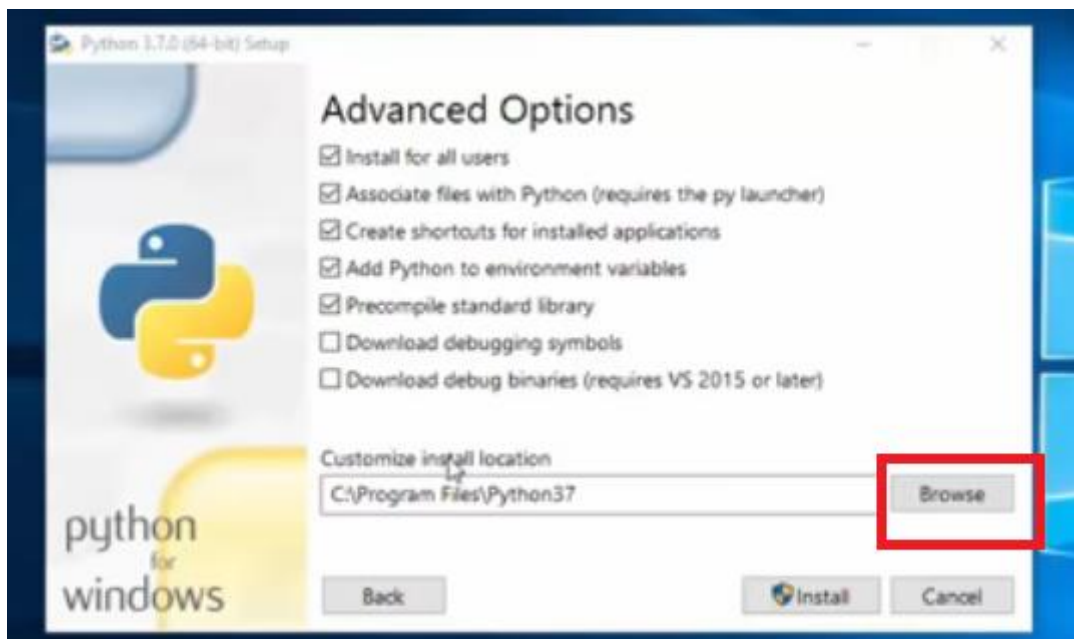 Python 3.7.0 (64-bit) Setup
Advanced Options
Install for all users
Associate files with Python (requires the py launcher)
Create shortcuts for installed applications
Add Python to environment variables
Precompile standard library
Download debugging symbols
Download debug binaries (requires VS 2015 or later)
Customize install location
C:\Program Files\Python37
Browse
python
for
windows
Back
Install
Cancel